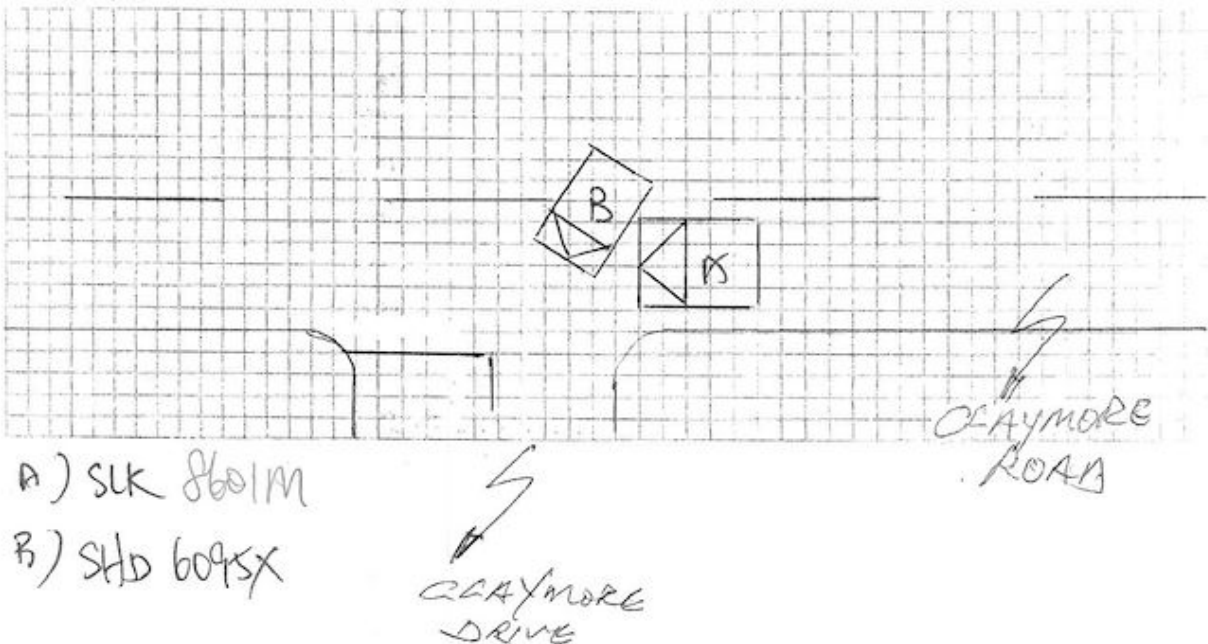 B
A
CLAYMORE
ROAD
A) SLK 8601M
B) SHD 6095X
CLAYMORE
DRIVE